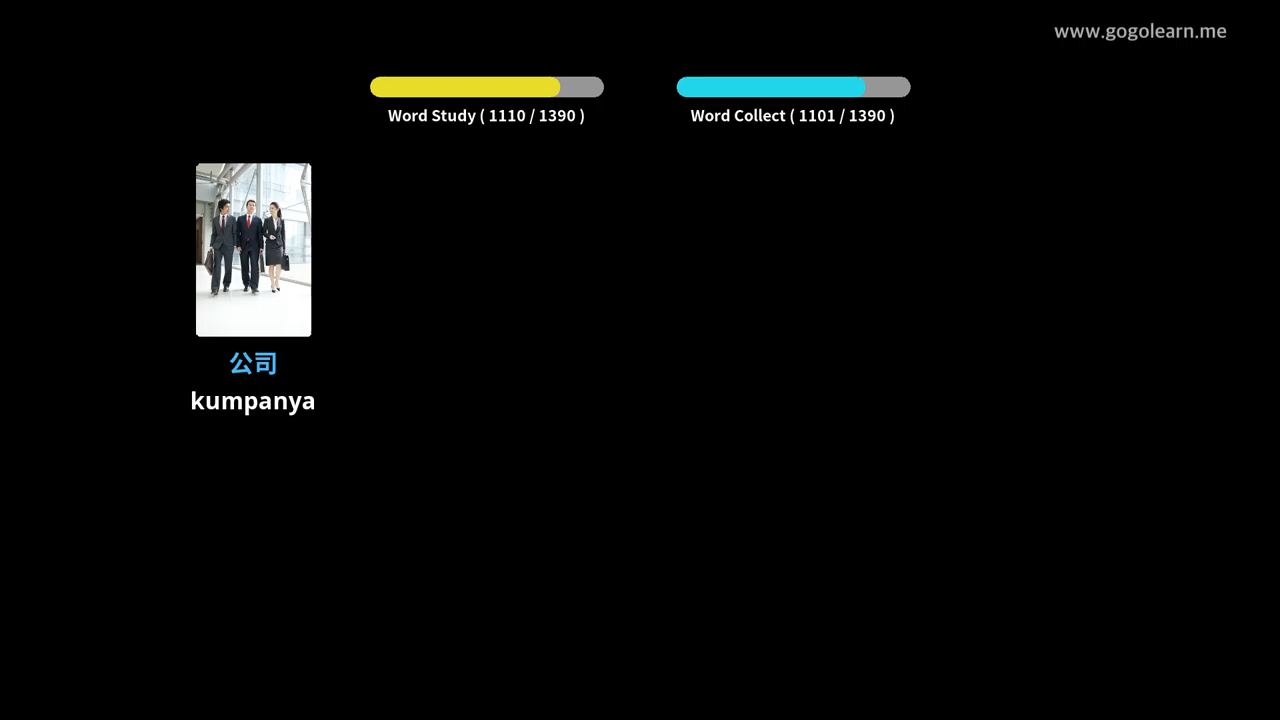 www.gogolearn.me
Word Study ( 1110 / 1390 )
Word Collect ( 1101 / 1390 )
公司
kumpanya